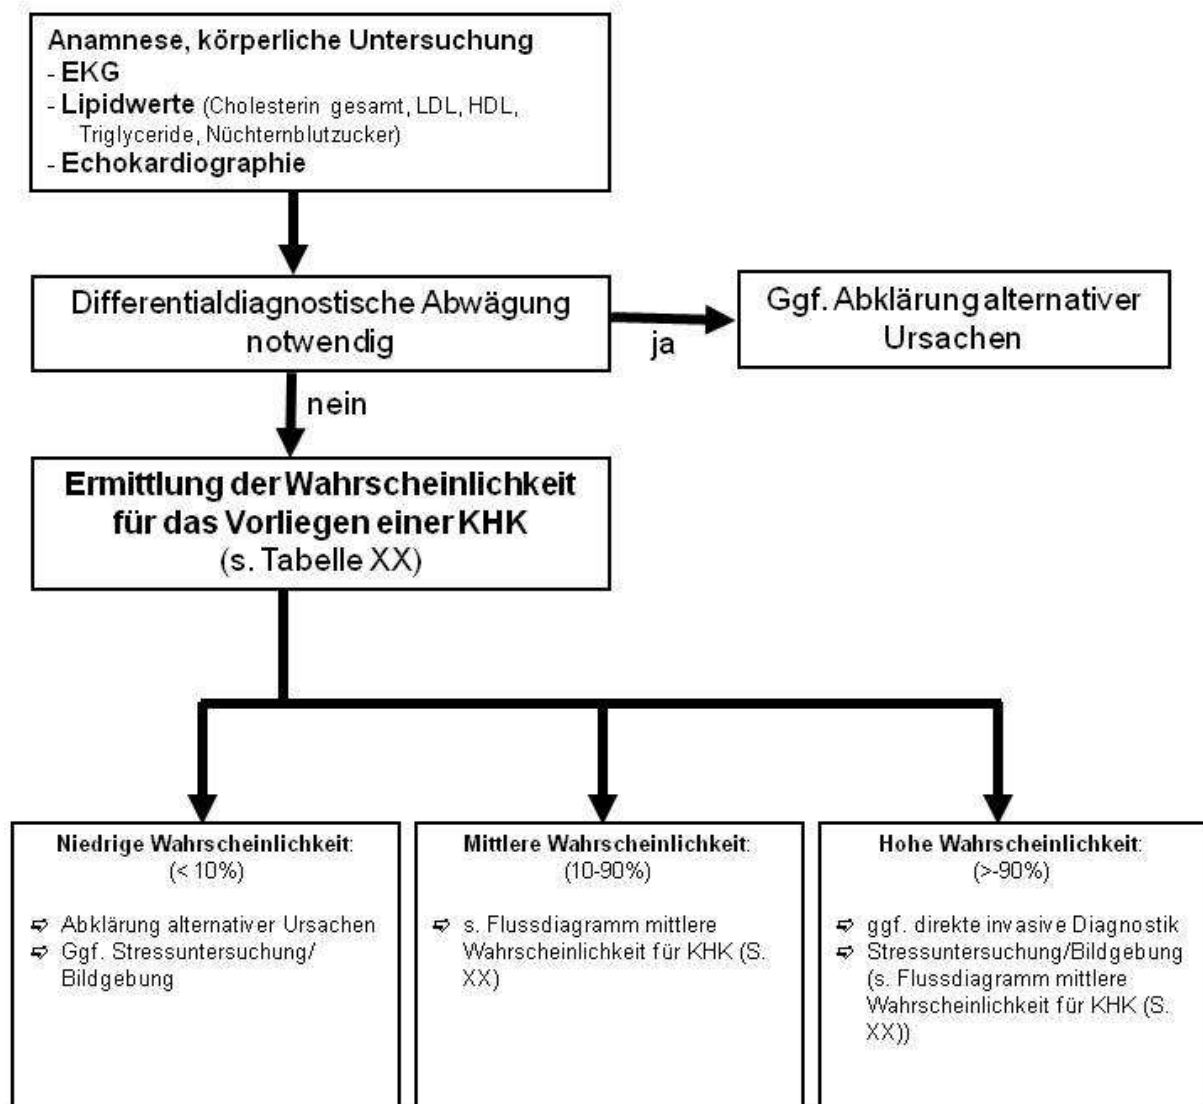 Anamnese, körperliche Untersuchung
- EKG
- Lipidwerte (Cholesterin gesamt, LDL, HDL,
Triglyceride, Nüchternblutzucker)
- Echokardiographie
Differentialdiagnostische Abwägung
notwendig
ja
Ggf. Abklärung alternativer
Ursachen
nein
Ermittlung der Wahrscheinlichkeit
für das Vorliegen einer KHK
(s. Tabelle XX)
Niedrige Wahrscheinlichkeit:
(< 10%)
⇨ Abklärung alternativer Ursachen
⇨ Ggf. Stressuntersuchung/
Bildgebung
Mittlere Wahrscheinlichkeit:
(10-90%)
⇨ s. Flussdiagramm mittlere
Wahrscheinlichkeit für KHK (S.
XX)
Hohe Wahrscheinlichkeit:
(>-90%)
⇨ ggf. direkte invasive Diagnostik
⇨ Stressuntersuchung/Bildgebung
(s. Flussdiagramm mittlere
Wahrscheinlichkeit für KHK (S.
XX))